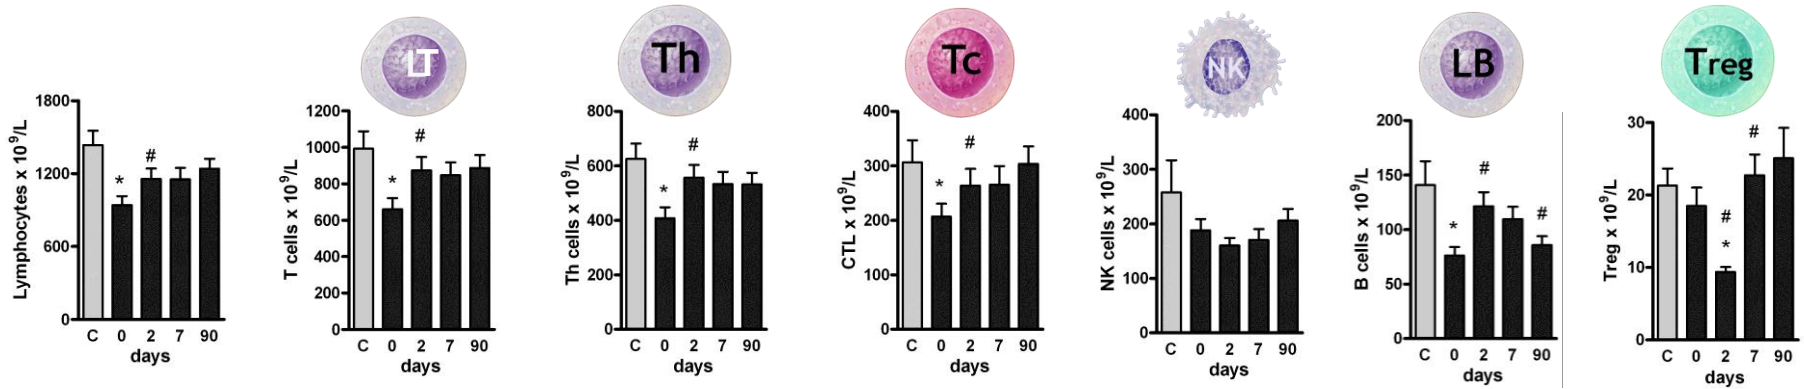 LT
Th
Tc
NK
LB
Treg
Lymphocytes x 10⁹/L
1800
1200
600
0
*
#
C 0 2 7 90
days
T cells x 10⁹/L
1200
1000
800
600
400
200
0
*
#
C 0 2 7 90
days
Th cells x 10⁹/L
800
600
400
200
0
*
#
C 0 2 7 90
days
CTL x 10⁹/L
400
300
200
100
0
*
#
C 0 2 7 90
days
NK cells x 10⁹/L
400
300
200
100
0
C 0 2 7 90
days
B cells x 10⁹/L
200
150
100
50
0
*
#
#
C 0 2 7 90
days
Treg x 10⁹/L
30
20
10
0
#
*
#
C 0 2 7 90
days